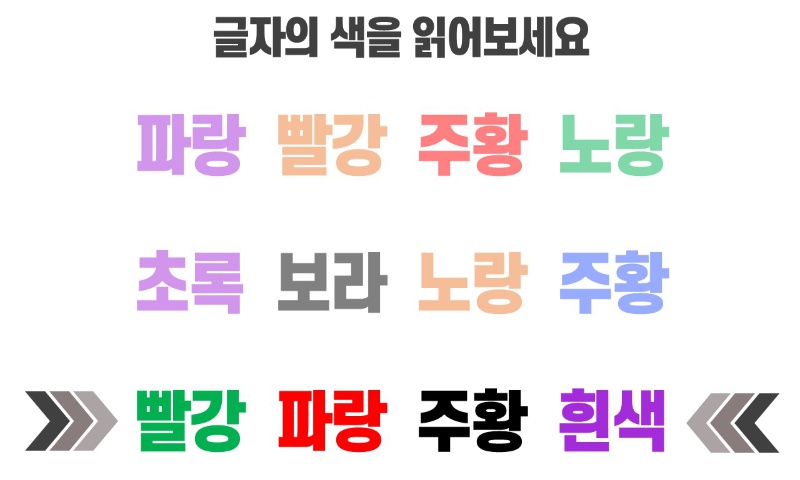 글자의 색을 읽어보세요
파랑 빨강 주황 노랑
초록 보라 노랑 주황
빨강 파랑 주황 흰색